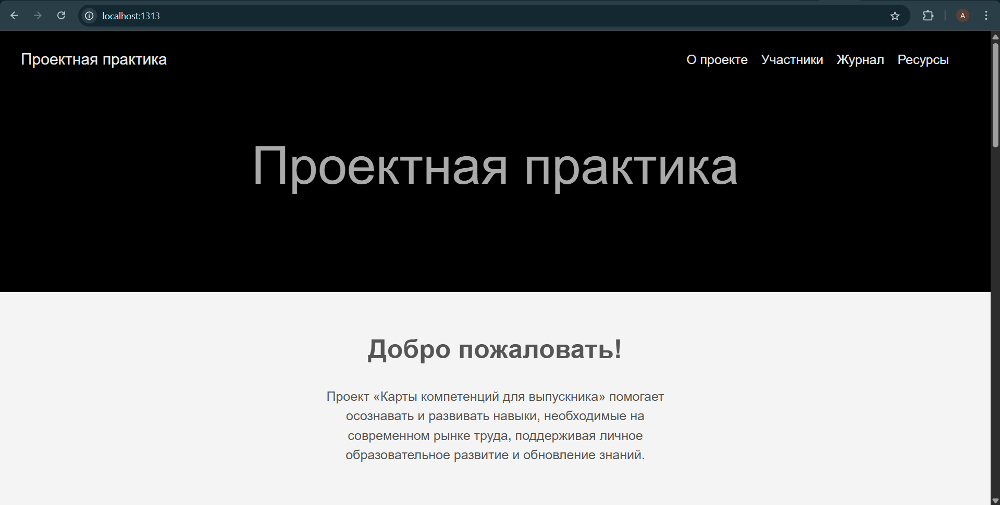 localhost:1313
A
Проектная практика
О проекте Участники Журнал Ресурсы
Проектная практика
Добро пожаловать!
Проект «Карты компетенций для выпускника» помогает
осознавать и развивать навыки, необходимые на
современном рынке труда, поддерживая личное
образовательное развитие и обновление знаний.